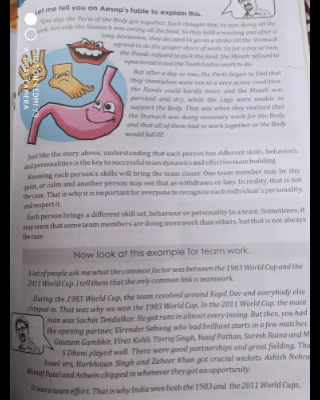 Let me tell you an Aesop's fable to explain this.
"One day, the Parts of the Body got together. Each thought that he was doing all the
work, but only the Stomach was eating all the food. So they held a meeting and after a
long discussion, they decided to go on a strike till the Stomach
agreed to do the proper share of work. So for a day or two,
the Hands refused to pick the food, the Mouth refused to
open to eat it and the Teeth had no work to do.
But after a day or two, the Parts began to find that
they themselves were not in a very active condition:
the Hands could hardly move, and the Mouth was
parched and dry, while the Legs were unable to
support the Body. That was when they realised that
the Stomach was doing necessary work for the Body,
and that all of them had to work together or the Body
would fall ill!
Just like the story above, understanding that each person has different skills, behaviors,
and personalities is the key to successful team dynamics and effective team building.
Knowing each person's skills will bring the team closer. One team member may be shy,
quiet, or calm and another person may see that as withdrawn or lazy. In reality, that is not
the case. That is why it is important for everyone to recognize each individual's personality,
and respect it.
Each person brings a different skill set, behaviour or personality to a team. Sometimes, it
may seem that some team members are doing more work than others, but that is not always
the case.
Now look at this example for team work.
A lot of people ask me what the common factor was between the 1983 World Cup and the
2011 World Cup. I tell them that the only common link is teamwork.
During the 1983 World Cup, the team revolved around Kapil Dev and everybody else
chipped in. That was why we won the 1983 World Cup. In the 2011 World Cup, the main
man was Sachin Tendulkar. He got runs in almost every inning. But then, you had
the opening partner, Virender Sehwag who had brilliant starts in a few matches.
Gautam Gambhir, Virat Kohli, Yuvraj Singh, Yusuf Pathan, Suresh Raina and M
S Dhoni played well. There were good partnerships and great fielding. The
bowlers, Harbhajan Singh and Zaheer Khan got crucial wickets. Ashish Nehra,
Munaf Patel and Ashwin chipped in whenever they got an opportunity.
It was a team effort. That is why India won both the 1983 and the 2011 World Cups.